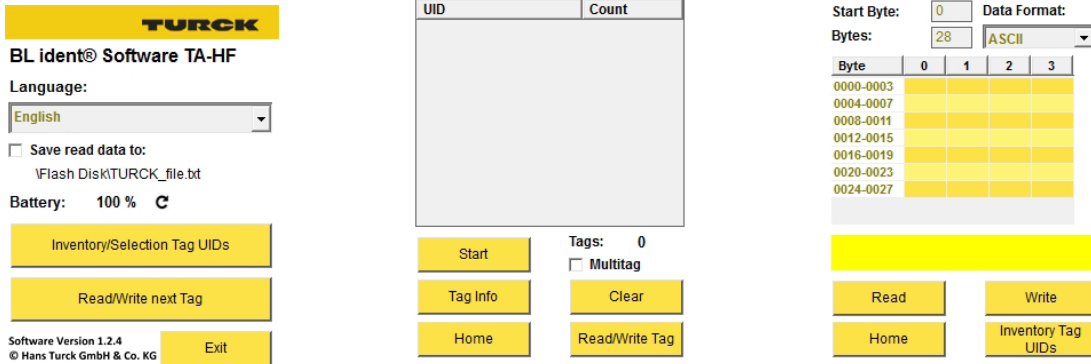 TURCK
BL ident® Software TA-HF
Language:
English
Save read data to:
\Flash Disk\TURCK_file.txt
Battery: 100 %
Inventory/Selection Tag UIDs
Read/Write next Tag
Software Version 1.2.4
© Hans Turck GmbH & Co. KG
Exit
UID Count
Start
Tags: 0
Multitag
Tag Info
Clear
Home
Read/Write Tag
Start Byte: 0 Data Format:
Bytes: 28 ASCII
Byte 0 1 2 3
0000-0003
0004-0007
0008-0011
0012-0015
0016-0019
0020-0023
0024-0027
Read
Write
Home
Inventory Tag
UIDs